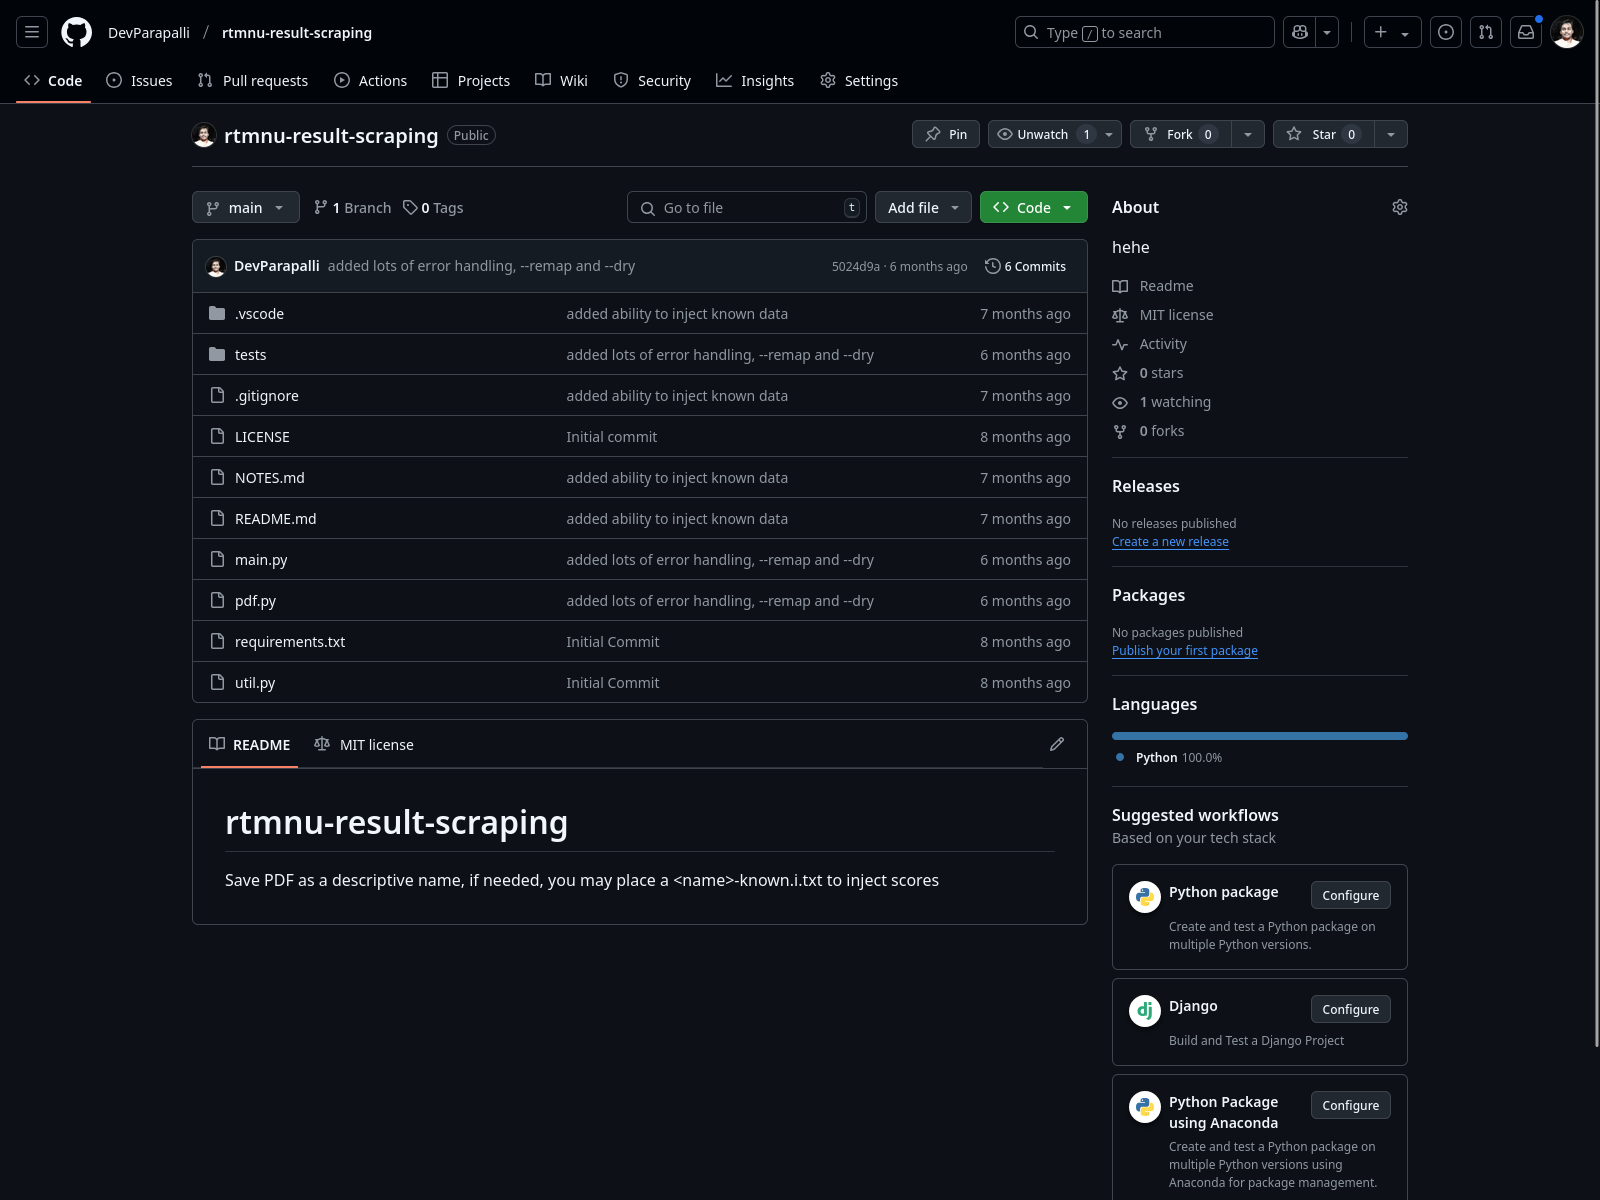 DevParapalli / rtmnu-result-scraping
Type / to search
Code Issues Pull requests Actions Projects Wiki Security Insights Settings
rtmnu-result-scraping Public
Pin Unwatch 1 Fork 0 Star 0
main 1 Branch 0 Tags
Go to file t
Add file Code
DevParapalli added lots of error handling, --remap and --dry 5024d9a · 6 months ago 6 Commits
.vscode added ability to inject known data 7 months ago
tests added lots of error handling, --remap and --dry 6 months ago
.gitignore added ability to inject known data 7 months ago
LICENSE Initial commit 8 months ago
NOTES.md added ability to inject known data 7 months ago
README.md added ability to inject known data 7 months ago
main.py added lots of error handling, --remap and --dry 6 months ago
pdf.py added lots of error handling, --remap and --dry 6 months ago
requirements.txt Initial Commit 8 months ago
util.py Initial Commit 8 months ago
README MIT license
rtmnu-result-scraping
Save PDF as a descriptive name, if needed, you may place a <name>-known.i.txt to inject scores
About
hehe
Readme
MIT license
Activity
0 stars
1 watching
0 forks
Releases
No releases published
Create a new release
Packages
No packages published
Publish your first package
Languages
Python 100.0%
Suggested workflows
Based on your tech stack
Python package Configure
Create and test a Python package on
multiple Python versions.
dj Django Configure
Build and Test a Django Project
Python Package Configure
using Anaconda
Create and test a Python package on
multiple Python versions using
Anaconda for package management.